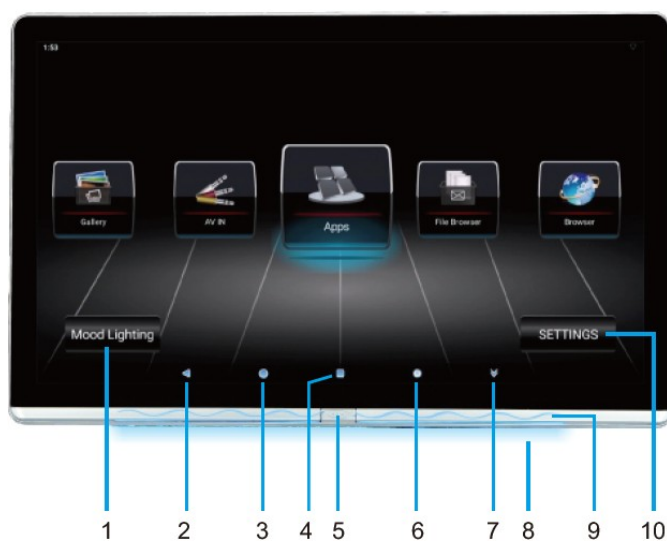 1:53
Gallery
AV IN
Apps
File Browser
Browser
Mood Lighting
SETTINGS
1 2 3 4 5 6 7 8 9 10